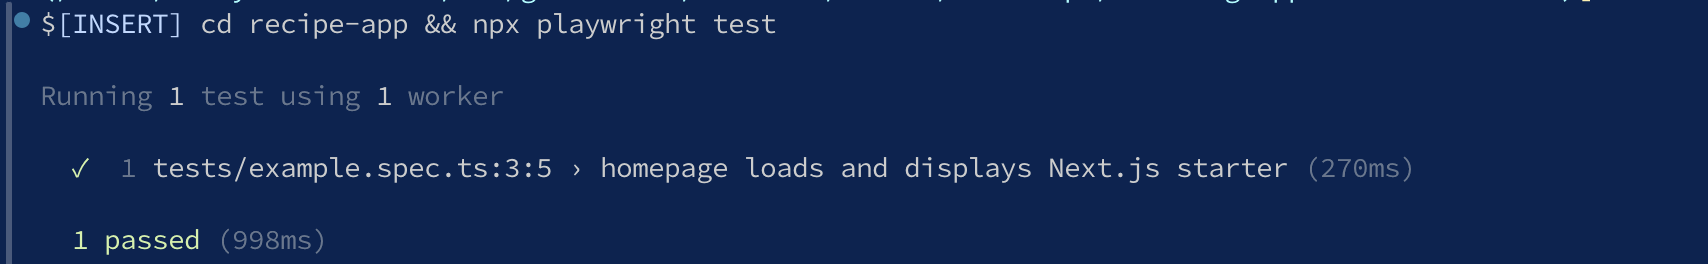 $[INSERT] cd recipe-app && npx playwright test
Running 1 test using 1 worker
✓ 1 tests/example.spec.ts:3:5 › homepage loads and displays Next.js starter (270ms)
1 passed (998ms)